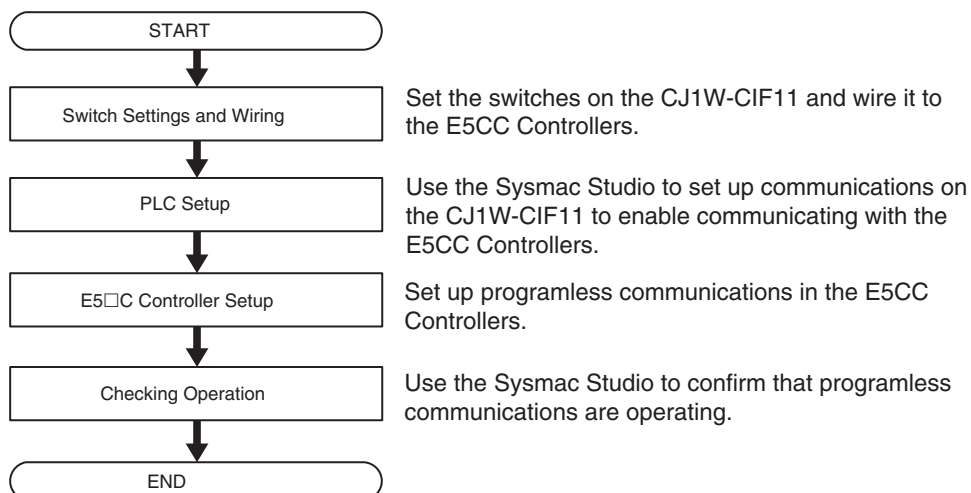 START
Switch Settings and Wiring
Set the switches on the CJ1W-CIF11 and wire it to
the E5CC Controllers.
PLC Setup
Use the Sysmac Studio to set up communications on
the CJ1W-CIF11 to enable communicating with the
E5CC Controllers.
E5□C Controller Setup
Set up programless communications in the E5CC
Controllers.
Checking Operation
Use the Sysmac Studio to confirm that programless
communications are operating.
END